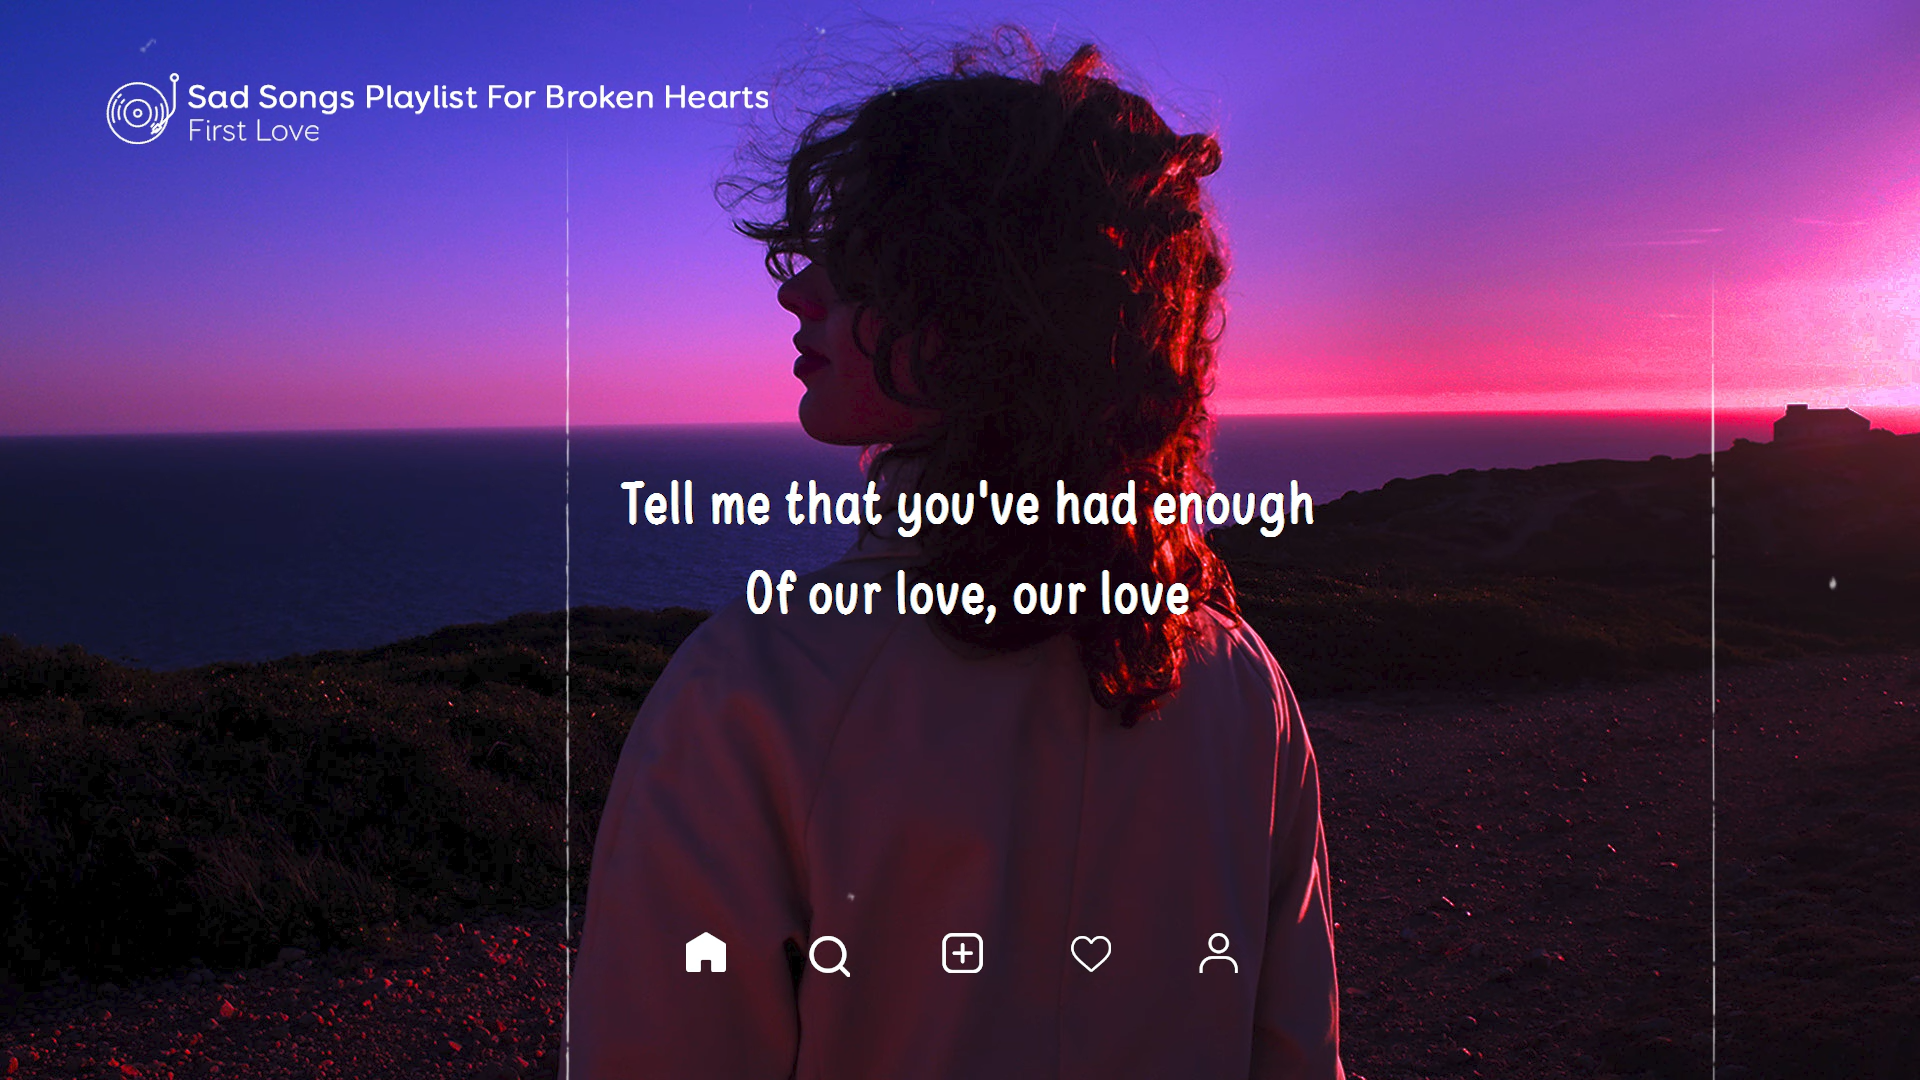 Sad Songs Playlist For Broken Hearts
First Love
Tell me that you've had enough
Of our love, our love